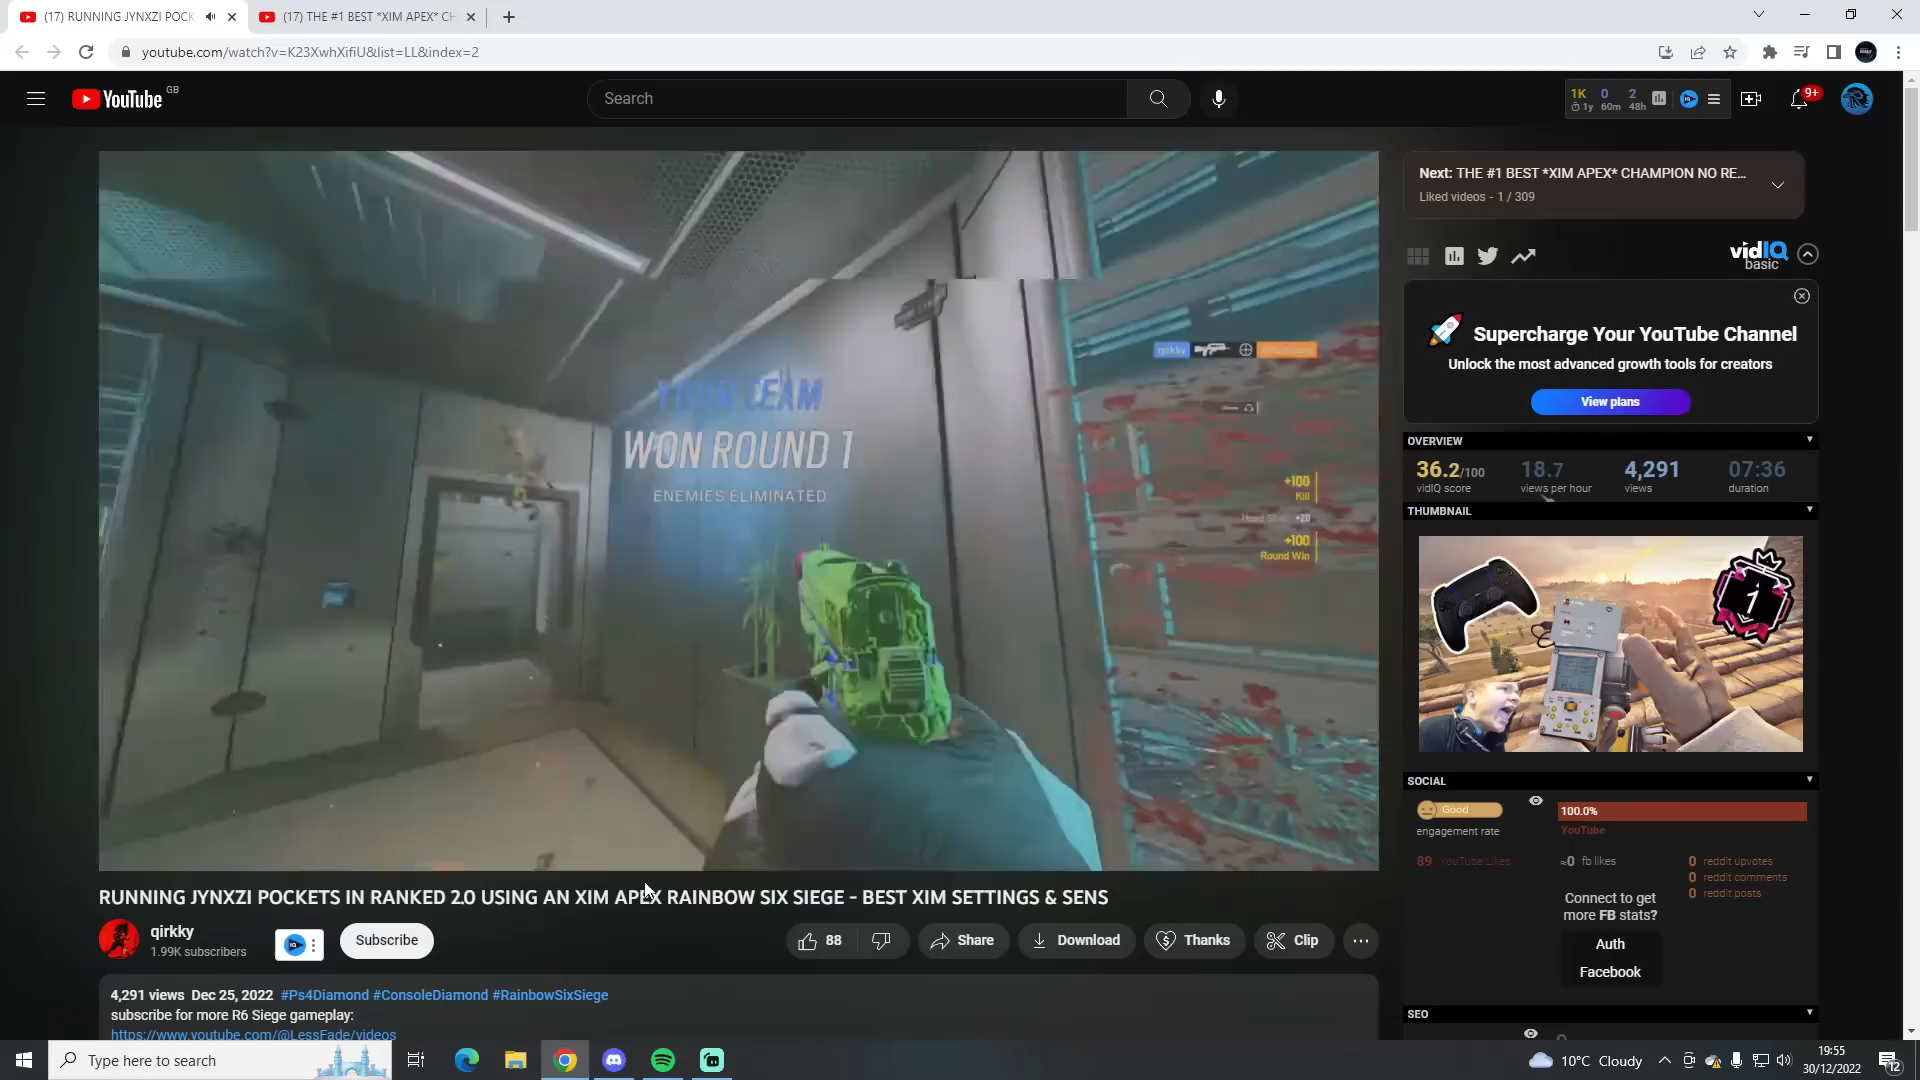 (17) RUNNING JYNXZI POCK
(17) THE #1 BEST *XIM APEX* CH
youtube.com/watch?v=K23XwhXifiU&list=LL&index=2
YouTube
GB
Search
1K 0 2
1y 60m 48h
9+
YOUR TEAM
WON ROUND 1
ENEMIES ELIMINATED
qirkky
+100
Kill
Head Shot +20
+100
Round Win
Next: THE #1 BEST *XIM APEX* CHAMPION NO RE...
Liked videos - 1 / 309
vidIQ
basic
Supercharge Your YouTube Channel
Unlock the most advanced growth tools for creators
View plans
OVERVIEW
36.2/100 18.7 4,291 07:36
vidIQ score views per hour views duration
THUMBNAIL
1
SOCIAL
Good
engagement rate
100.0%
YouTube
89 YouTube Likes
≈0 fb likes
0 reddit upvotes
0 reddit comments
0 reddit posts
Connect to get
more FB stats?
Auth
Facebook
SEO
RUNNING JYNXZI POCKETS IN RANKED 2.0 USING AN XIM APEX RAINBOW SIX SIEGE - BEST XIM SETTINGS & SENS
qirkky
1.99K subscribers
Subscribe
88
Share
Download
Thanks
Clip
4,291 views Dec 25, 2022 #Ps4Diamond #ConsoleDiamond #RainbowSixSiege
subscribe for more R6 Siege gameplay:
https://www.youtube.com/@LessFade/videos
Type here to search
10°C Cloudy
19:55
30/12/2022
12